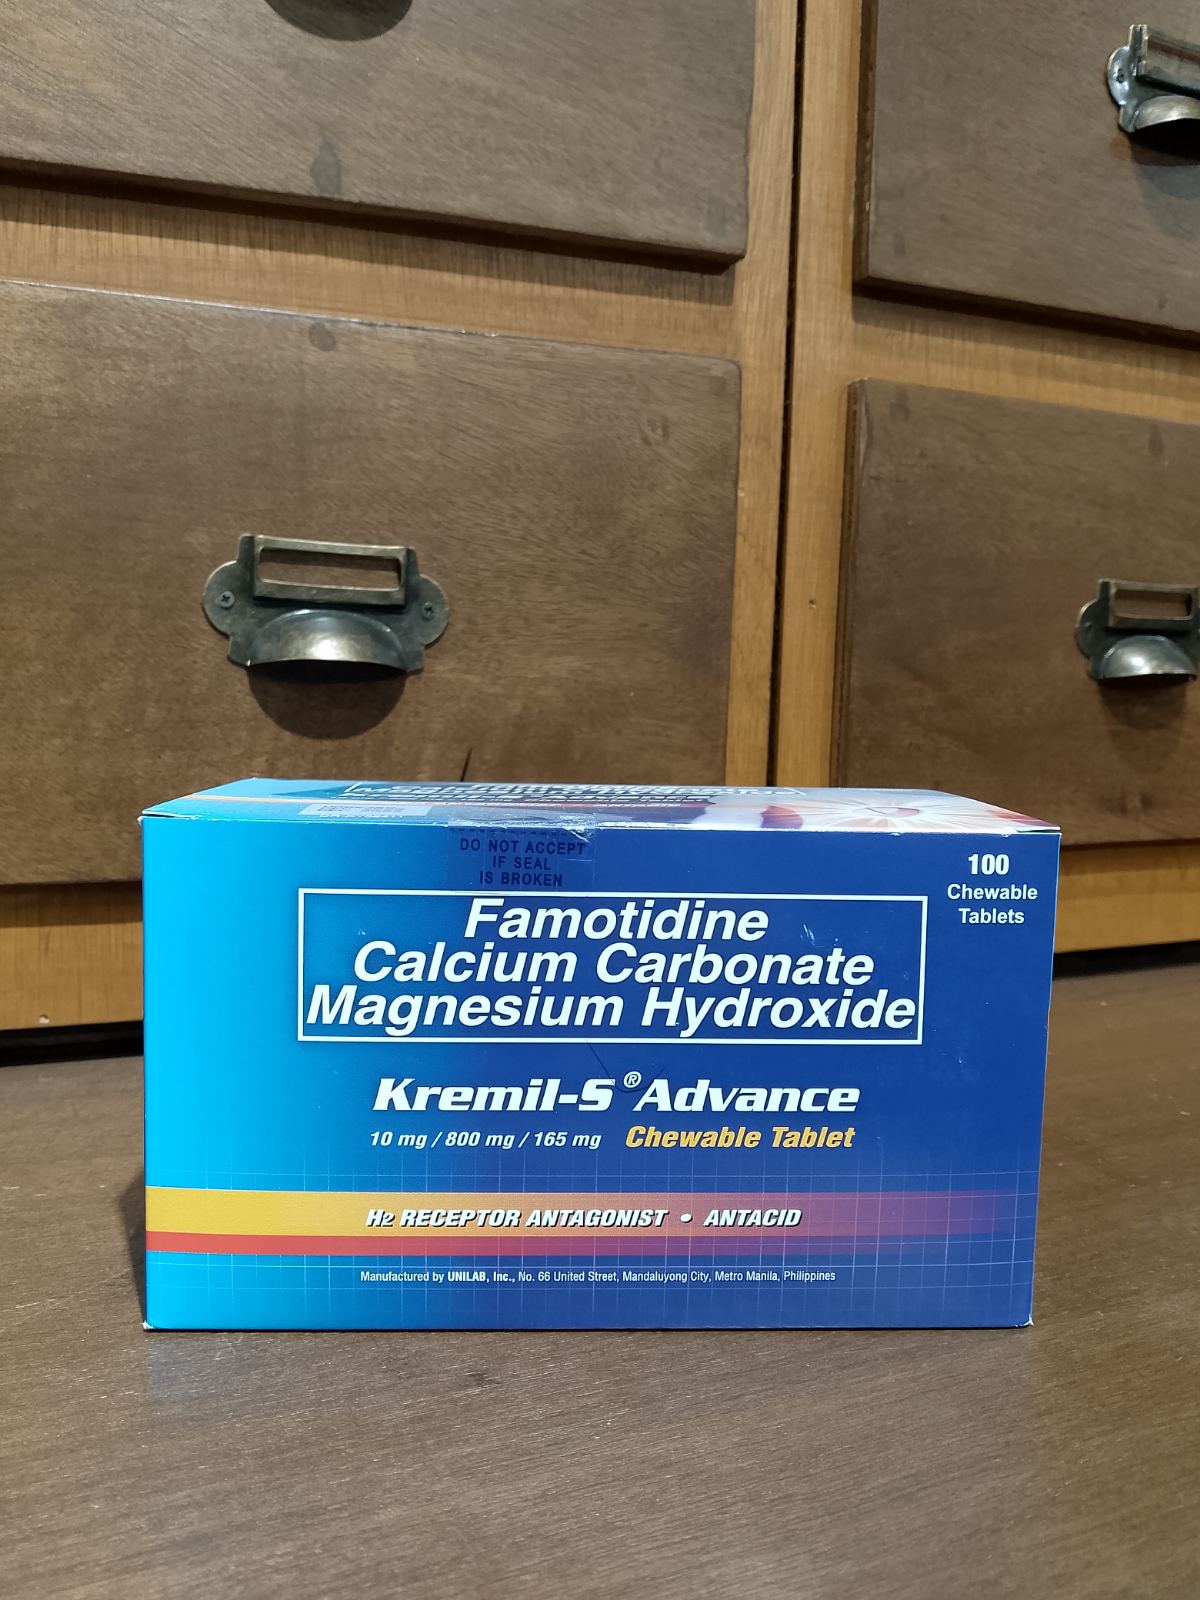 DO NOT ACCEPT
IF SEAL
IS BROKEN
100
Chewable
Tablets
Famotidine
Calcium Carbonate
Magnesium Hydroxide
Kremil-S® Advance
10 mg / 800 mg / 165 mg Chewable Tablet
H2 RECEPTOR ANTAGONIST • ANTACID
Manufactured by UNILAB, Inc., No. 66 United Street, Mandaluyong City, Metro Manila, Philippines